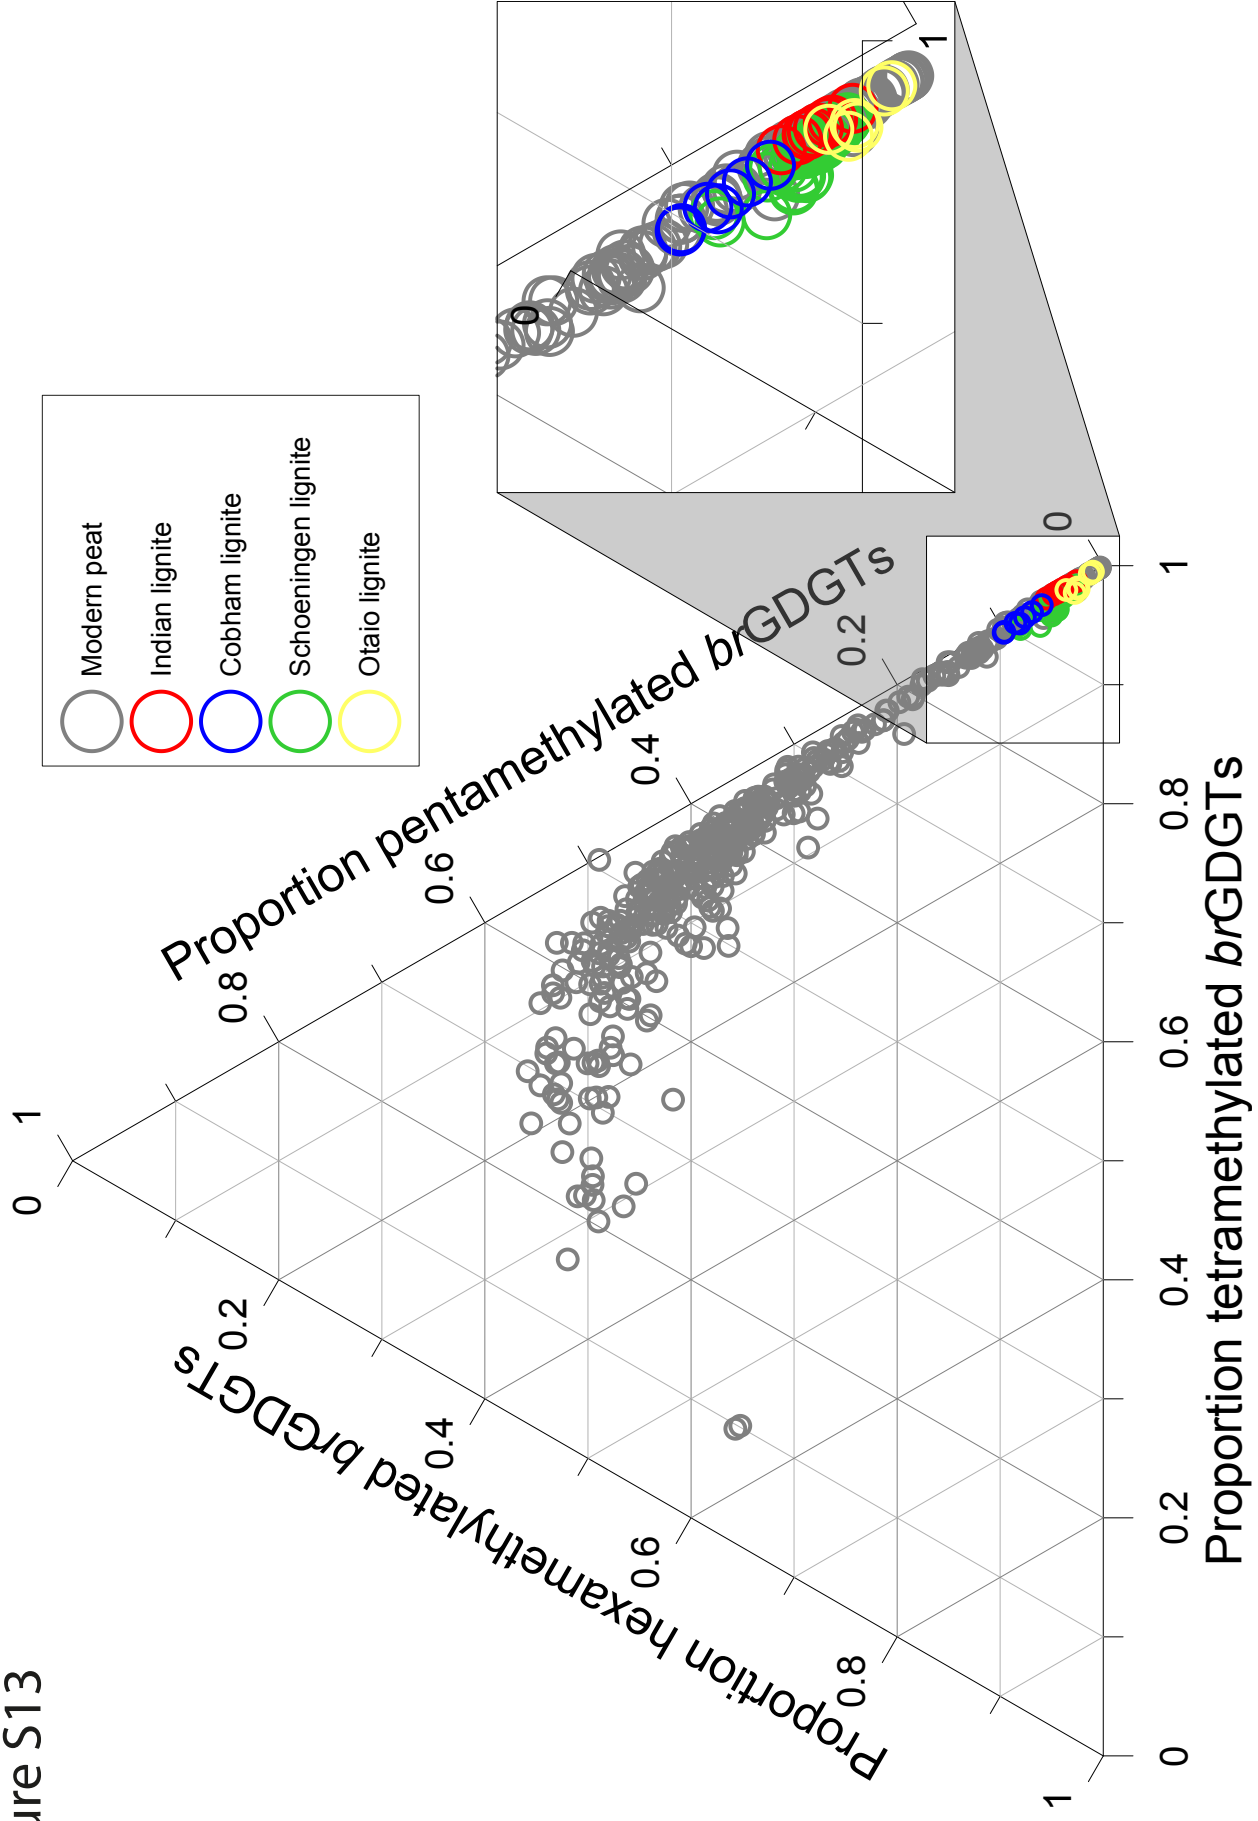 ure S13
Modern peat
Indian lignite
Cobham lignite
Schoeningen lignite
Otaio lignite
Proportion pentamethylated brGDGTs
1
0.8
0.6
0.4
0.2
0
Proportion hexamethylated brGDGTs
0
0.2
0.4
0.6
0.8
1
0
0.2
0.4
0.6
0.8
1
Proportion tetramethylated brGDGTs
0
1